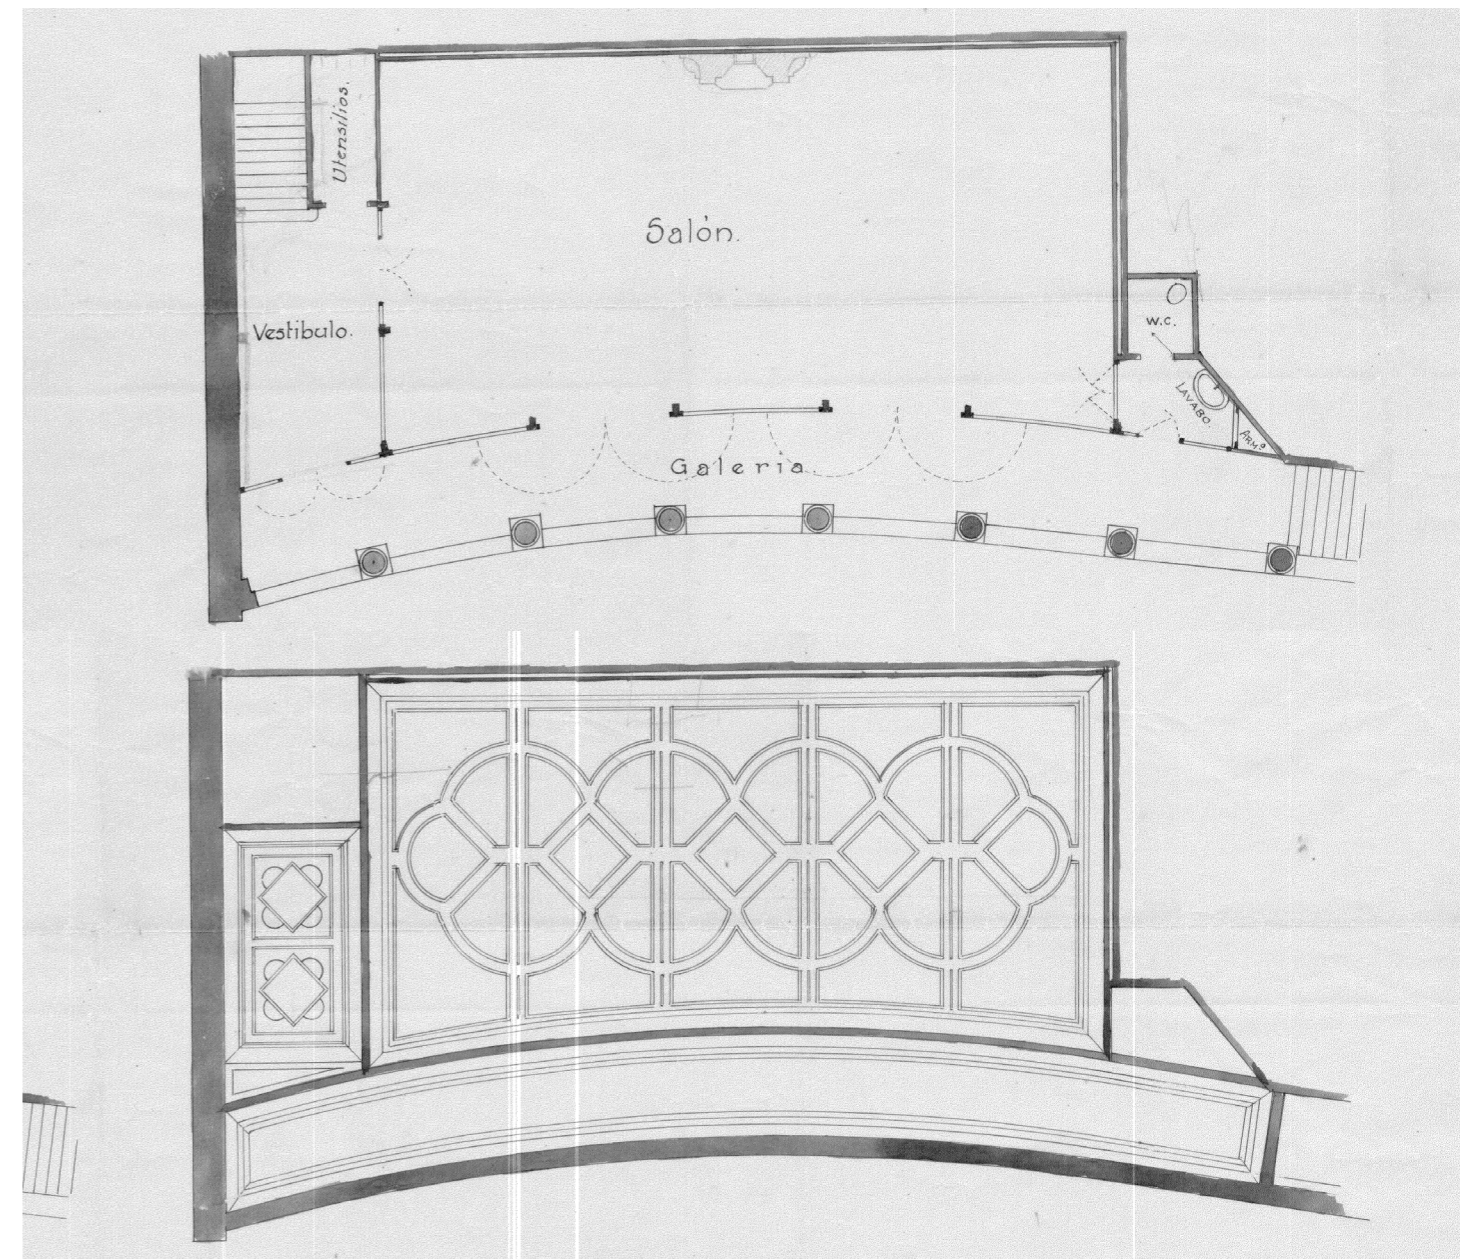 Utensilios.
Salón.
Vestibulo.
W.C.
LAVABO
ARMº
Galeria